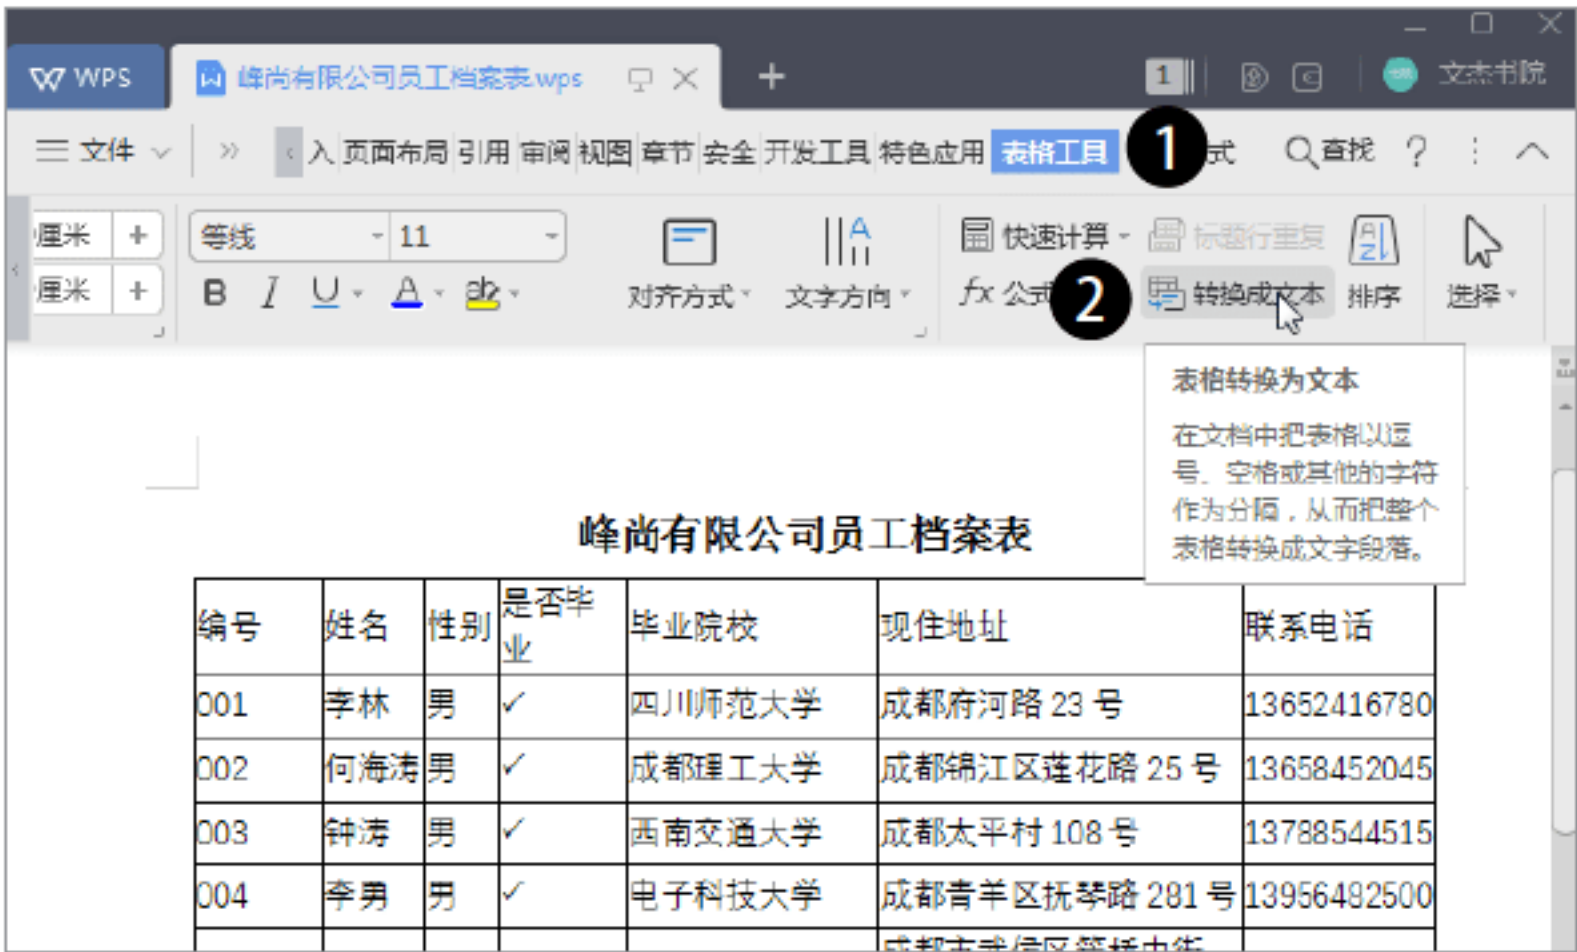 WPS 峰尚有限公司员工档案表.wps 1 文杰书院
文件 入 页面布局 引用 审阅 视图 章节 安全 开发工具 特色应用 表格工具 1 式 查找 ?
厘米 + 等线 11 快速计算 标题行重复
厘米 + B I U A ab 对齐方式 文字方向 fx 公式 2 转换成文本 排序 选择
表格转换为文本
在文档中把表格以逗
号、空格或其他的字符
作为分隔，从而把整个
表格转换成文字段落。
峰尚有限公司员工档案表
编号 姓名 性别 是否毕业 毕业院校 现住地址 联系电话
001 李林 男 ✓ 四川师范大学 成都府河路 23 号 13652416780
002 何海涛 男 ✓ 成都理工大学 成都锦江区莲花路 25 号 13658452045
003 钟涛 男 ✓ 西南交通大学 成都太平村 108 号 13788544515
004 李勇 男 ✓ 电子科技大学 成都青羊区抚琴路 281 号 13956482500